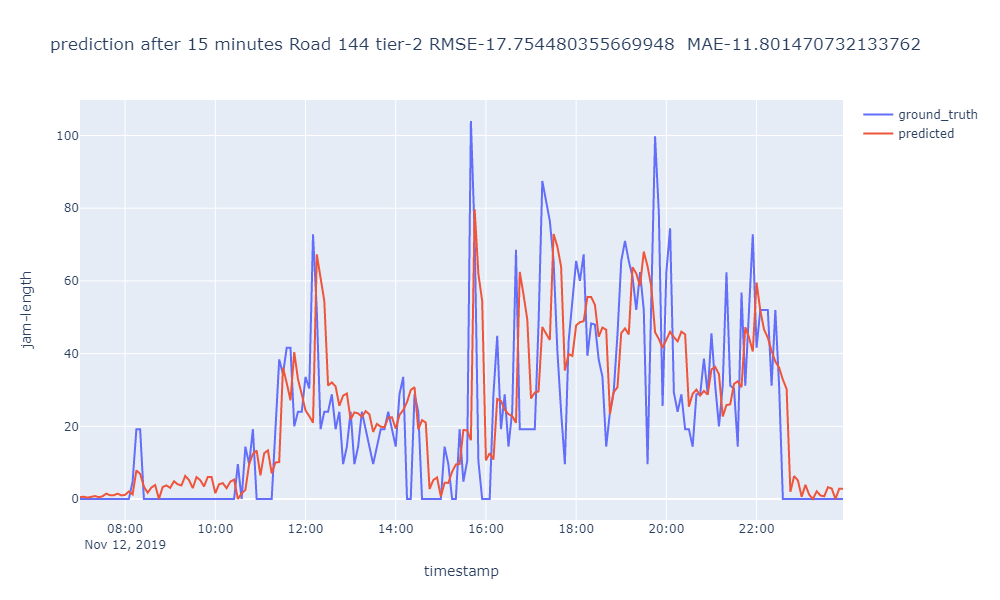 prediction after 15 minutes Road 144 tier-2 RMSE-17.754480355669948  MAE-11.801470732133762
ground_truth
predicted
100
80
60
40
20
0
jam-length
08:00 10:00 12:00 14:00 16:00 18:00 20:00 22:00
Nov 12, 2019
timestamp